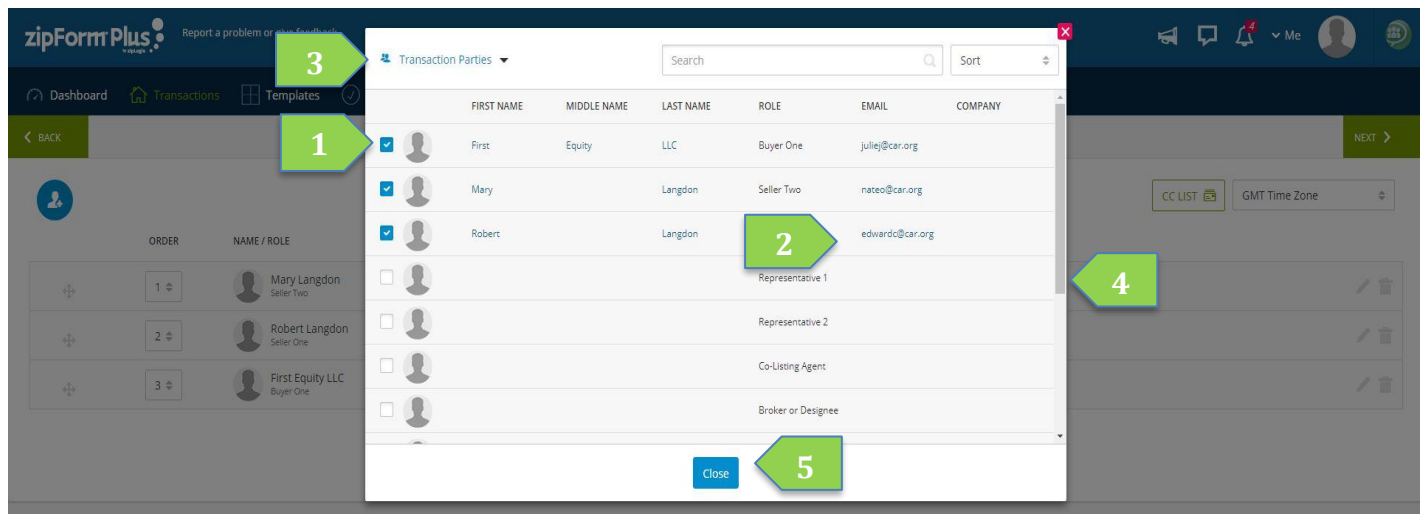 zipForm Plus
by zipLogix
Report a problem or give feedback
4
Me
3
Transaction Parties
Search
Sort
Dashboard
Transactions
Templates
FIRST NAME MIDDLE NAME LAST NAME ROLE EMAIL COMPANY
BACK
1
First Equity LLC Buyer One juliej@car.org
NEXT
Mary Langdon Seller Two nateo@car.org
CC LIST
GMT Time Zone
Robert Langdon 2 edwardc@car.org
ORDER NAME / ROLE
Representative 1
4
1 Mary Langdon
Seller Two
Representative 2
2 Robert Langdon
Seller One
Co-Listing Agent
3 First Equity LLC
Buyer One
Broker or Designee
Close
5